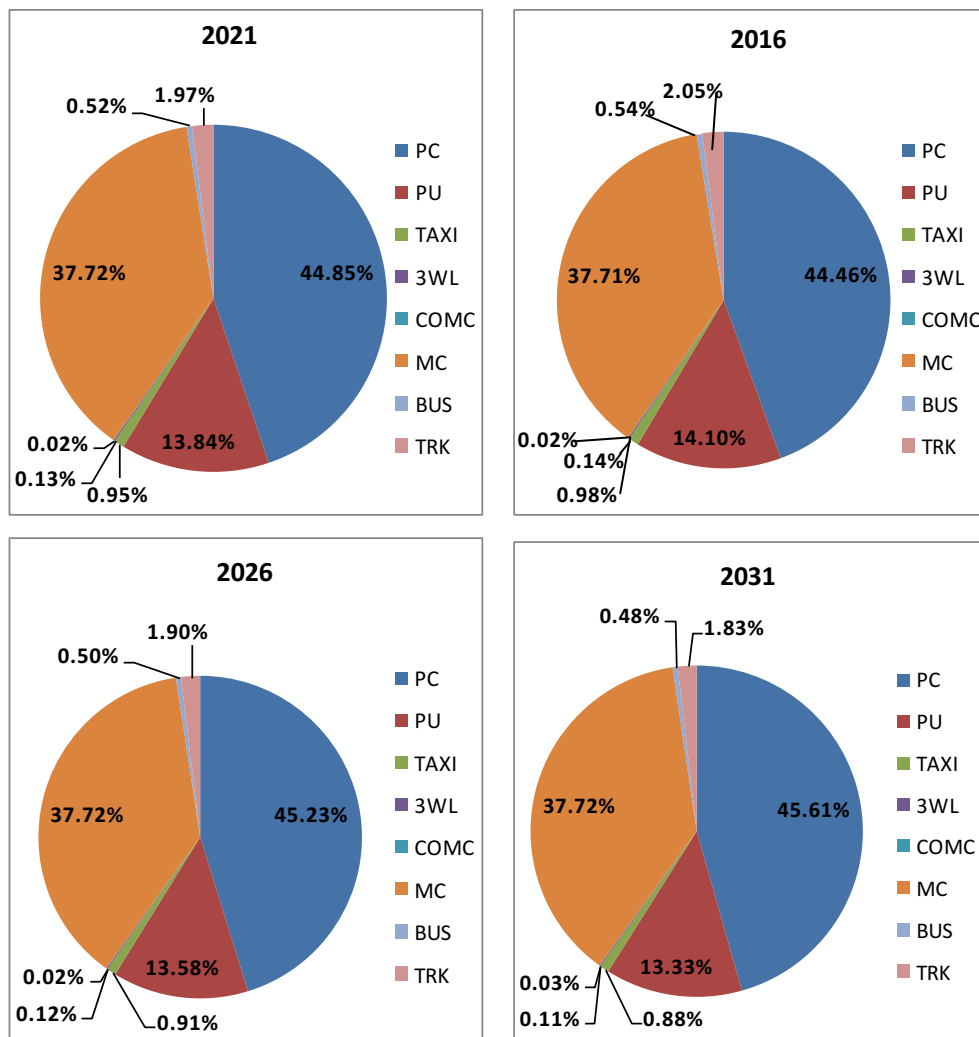 2021
0.52%
1.97%
37.72%
44.85%
13.84%
0.02%
0.13%
0.95%
PC
PU
TAXI
3WL
COMC
MC
BUS
TRK
2016
0.54%
2.05%
37.71%
44.46%
14.10%
0.02%
0.14%
0.98%
PC
PU
TAXI
3WL
COMC
MC
BUS
TRK
2026
0.50%
1.90%
37.72%
45.23%
13.58%
0.02%
0.12%
0.91%
PC
PU
TAXI
3WL
COMC
MC
BUS
TRK
2031
0.48%
1.83%
37.72%
45.61%
13.33%
0.03%
0.11%
0.88%
PC
PU
TAXI
3WL
COMC
MC
BUS
TRK